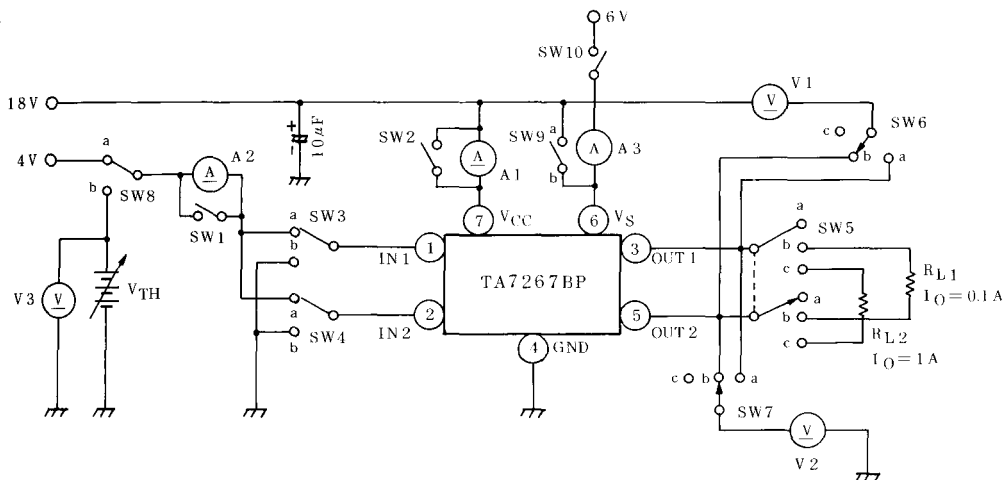 6V
SW10
V1
18V
V
SW6
c
b
a
10μF
SW2
A
A1
SW9
a
b
A
A3
4V
a
b
SW8
A2
A
SW1
V3
V
VTH
a
SW3
b
a
SW4
b
7
VCC
6
VS
1
IN1
2
IN2
TA7267BP
3
OUT1
5
OUT2
4
GND
a
SW5
b
c
a
b
c
RL1
IO=0.1A
RL2
IO=1A
c
b
a
SW7
V
V2